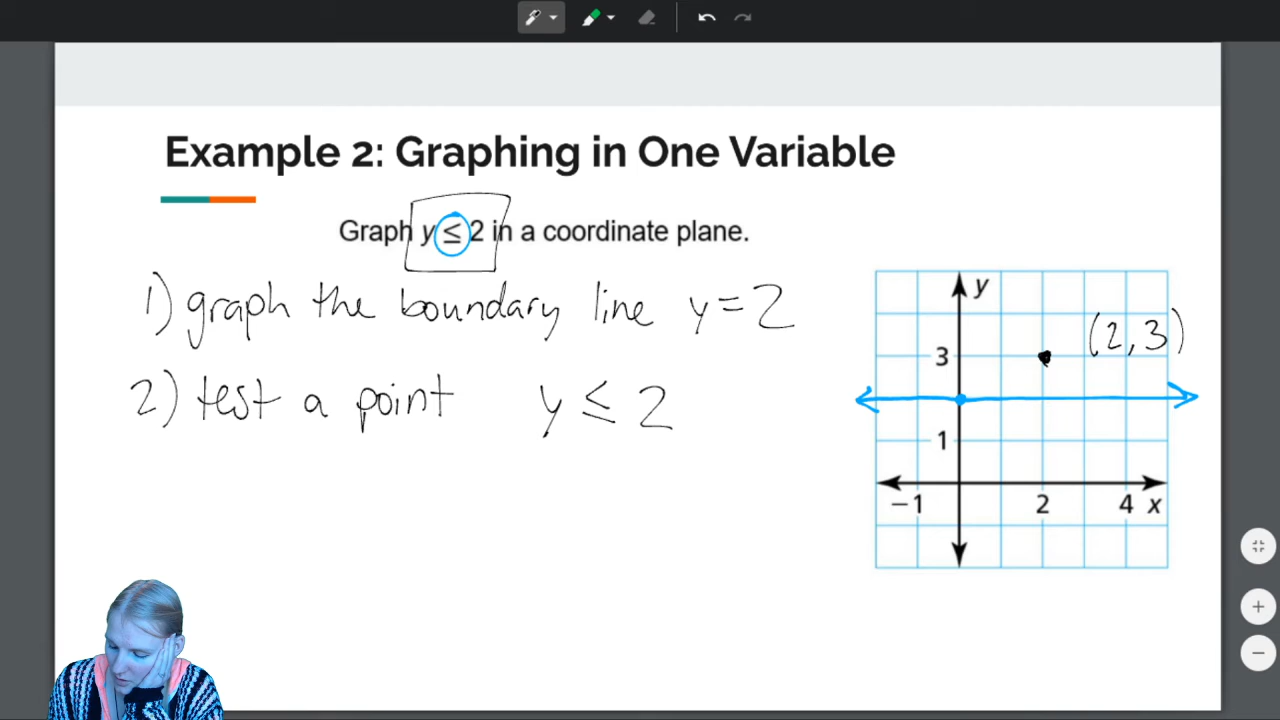 Example 2: Graphing in One Variable
Graph y ≤ 2 in a coordinate plane.
1) graph the boundary line y = 2
2) test a point y ≤ 2
y
(2, 3)
3
1
−1 2 4 x